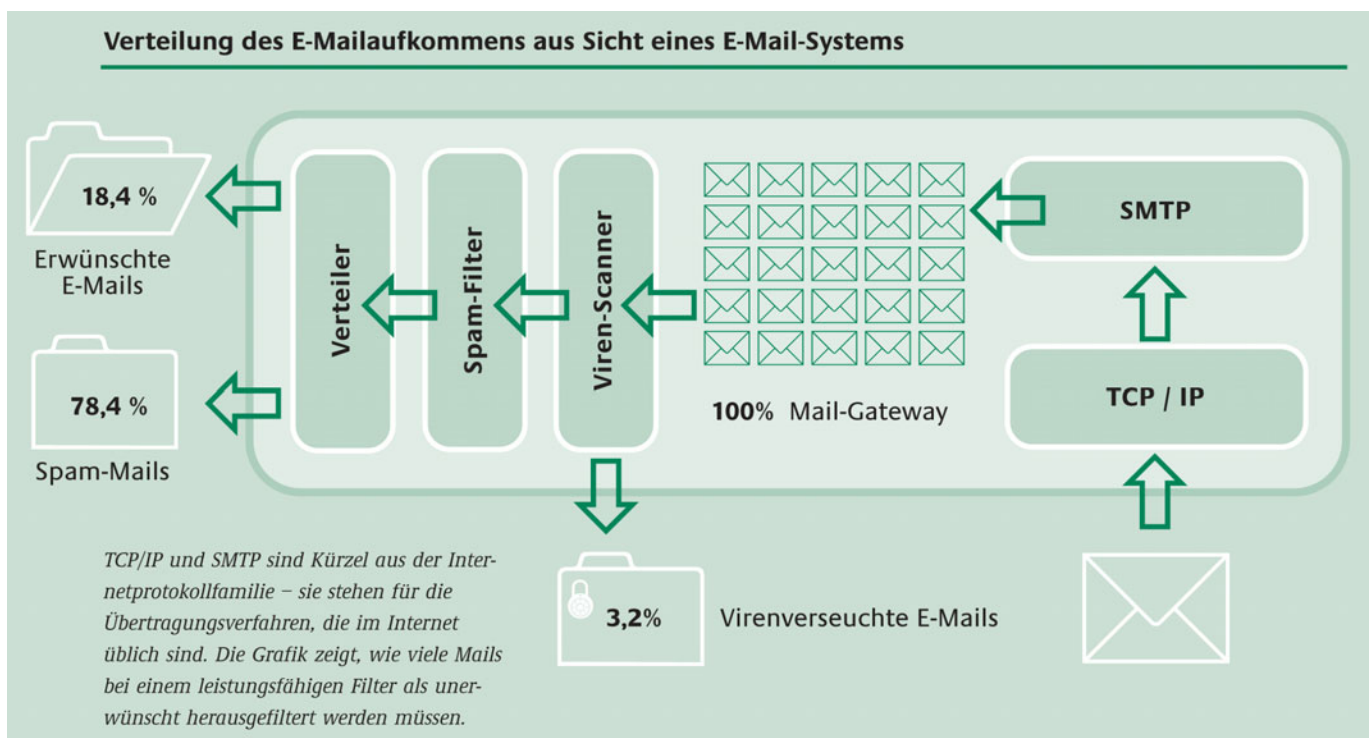 Verteilung des E-Mailaufkommens aus Sicht eines E-Mail-Systems
18,4 %
Erwünschte
E-Mails
78,4 %
Spam-Mails
Verteiler
Spam-Filter
Viren-Scanner
100% Mail-Gateway
SMTP
TCP / IP
TCP/IP und SMTP sind Kürzel aus der Inter-
netprotokollfamilie – sie stehen für die
Übertragungsverfahren, die im Internet
üblich sind. Die Grafik zeigt, wie viele Mails
bei einem leistungsfähigen Filter als uner-
wünscht herausgefiltert werden müssen.
3,2%
Virenverseuchte E-Mails